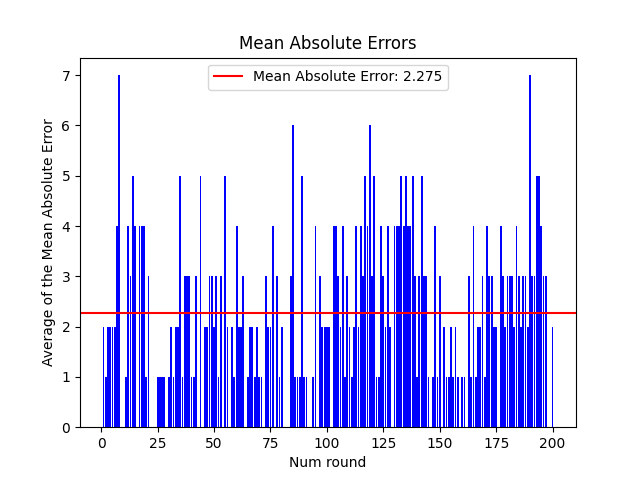 Mean Absolute Errors
Mean Absolute Error: 2.275
Average of the Mean Absolute Error
7
6
5
4
3
2
1
0
0 25 50 75 100 125 150 175 200
Num round